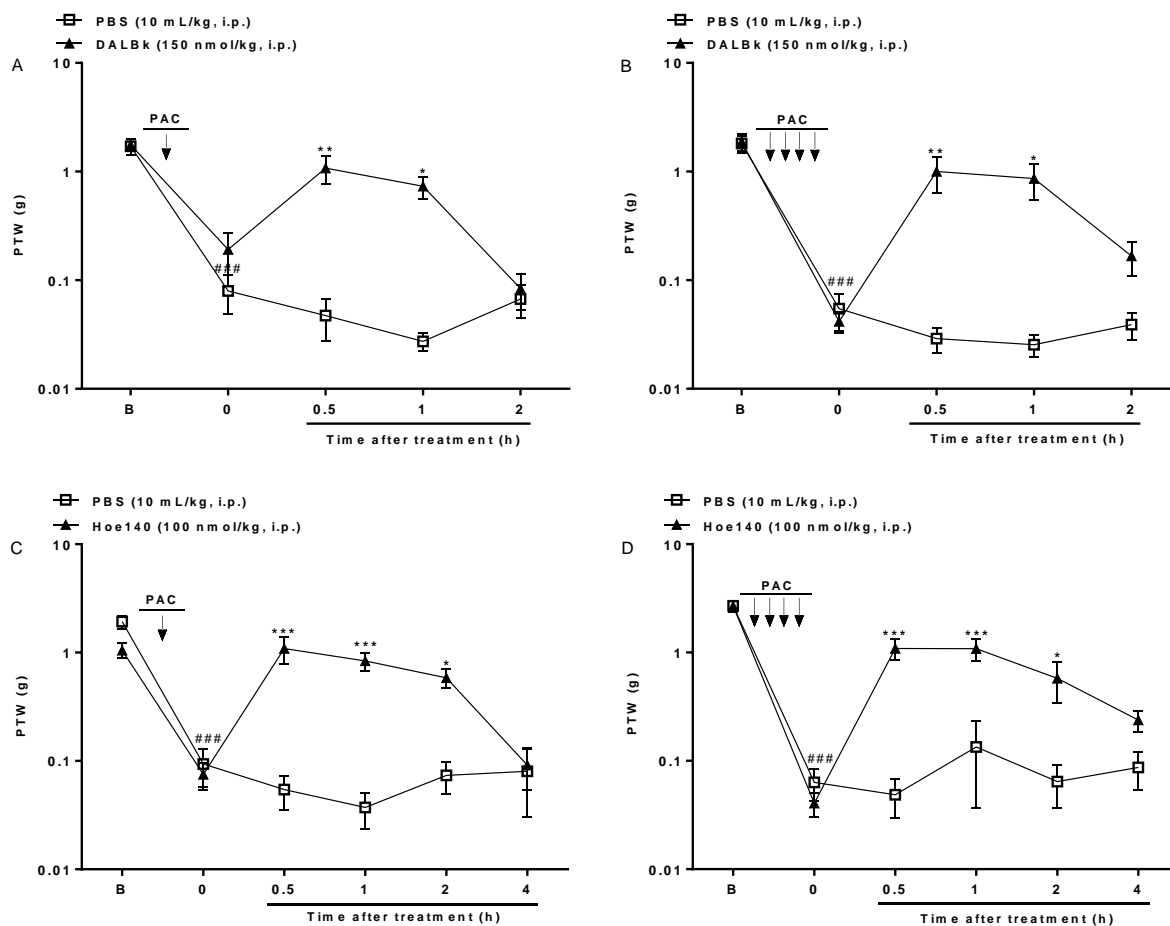 PBS (10 mL/kg, i.p.)
DALBk (150 nmol/kg, i.p.)
A
10
1
0.1
0.01
PTW (g)
PAC
**
*
###
B 0 0.5 1 2
Time after treatment (h)
PBS (10 mL/kg, i.p.)
DALBk (150 nmol/kg, i.p.)
B
10
1
0.1
0.01
PTW (g)
PAC
**
*
###
B 0 0.5 1 2
Time after treatment (h)
PBS (10 mL/kg, i.p.)
Hoe140 (100 nmol/kg, i.p.)
C
10
1
0.1
0.01
PTW (g)
PAC
***
***
*
###
B 0 0.5 1 2 4
Time after treatment (h)
PBS (10 mL/kg, i.p.)
Hoe140 (100 nmol/kg, i.p.)
D
10
1
0.1
0.01
PTW (g)
PAC
***
***
*
###
B 0 0.5 1 2 4
Time after treatment (h)